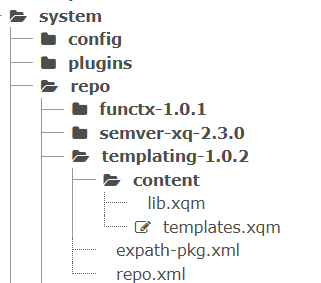 system
config
plugins
repo
functx-1.0.1
semver-xq-2.3.0
templating-1.0.2
content
lib.xqm
templates.xqm
expath-pkg.xml
repo.xml